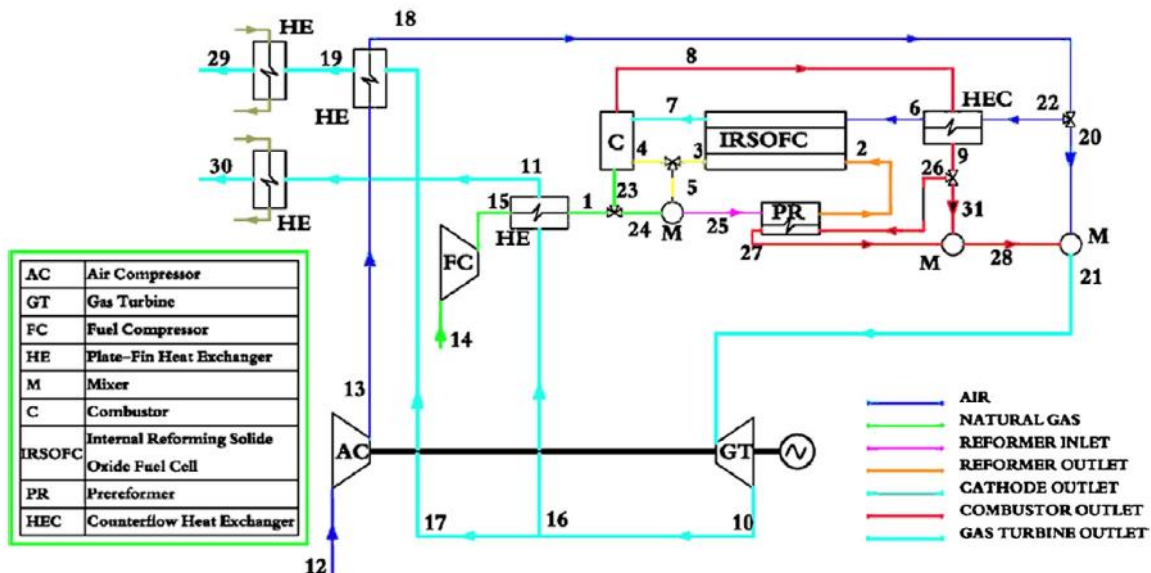 HE
18
29
19
8
HE
7
6
HEC
22
C
IRSOFC
20
4
3
2
9
30
11
26
15
1
23
5
PR
31
24
M
25
HE
FC
27
M
28
M
21
14
AC Air Compressor
GT Gas Turbine
FC Fuel Compressor
HE Plate-Fin Heat Exchanger
M Mixer
C Combustor
IRSOFC Internal Reforming Solide
Oxide Fuel Cell
PR Prereformer
HEC Counterflow Heat Exchanger
HE
13
AC
GT
17
16
10
12
AIR
NATURAL GAS
REFORMER INLET
REFORMER OUTLET
CATHODE OUTLET
COMBUSTOR OUTLET
GAS TURBINE OUTLET